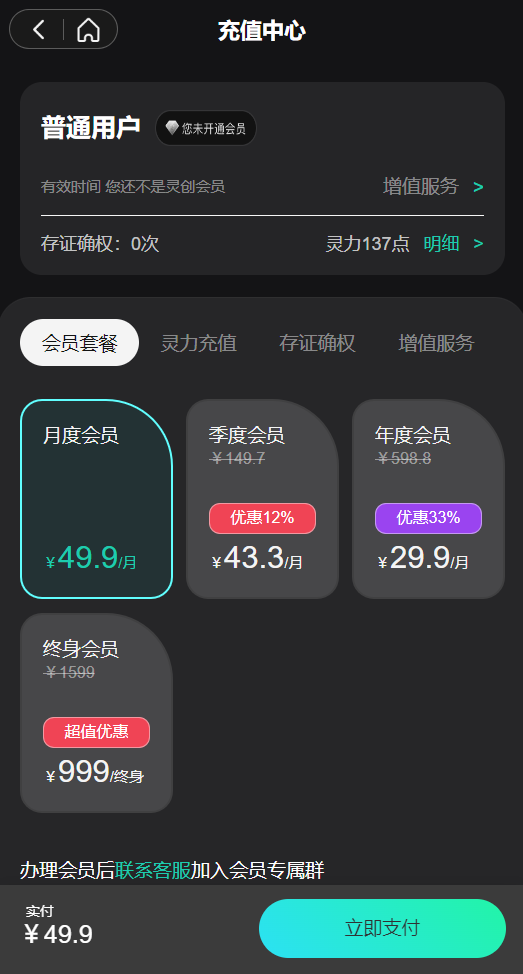 充值中心
普通用户 您未开通会员
有效时间 您还不是灵创会员 增值服务 >
存证确权：0次 灵力137点 明细 >
会员套餐 灵力充值 存证确权 增值服务
月度会员 季度会员 年度会员
￥149.7 ￥598.8
优惠12% 优惠33%
￥49.9/月 ￥43.3/月 ￥29.9/月
终身会员
￥1599
超值优惠
￥999/终身
办理会员后联系客服加入会员专属群
实付
￥49.9 立即支付